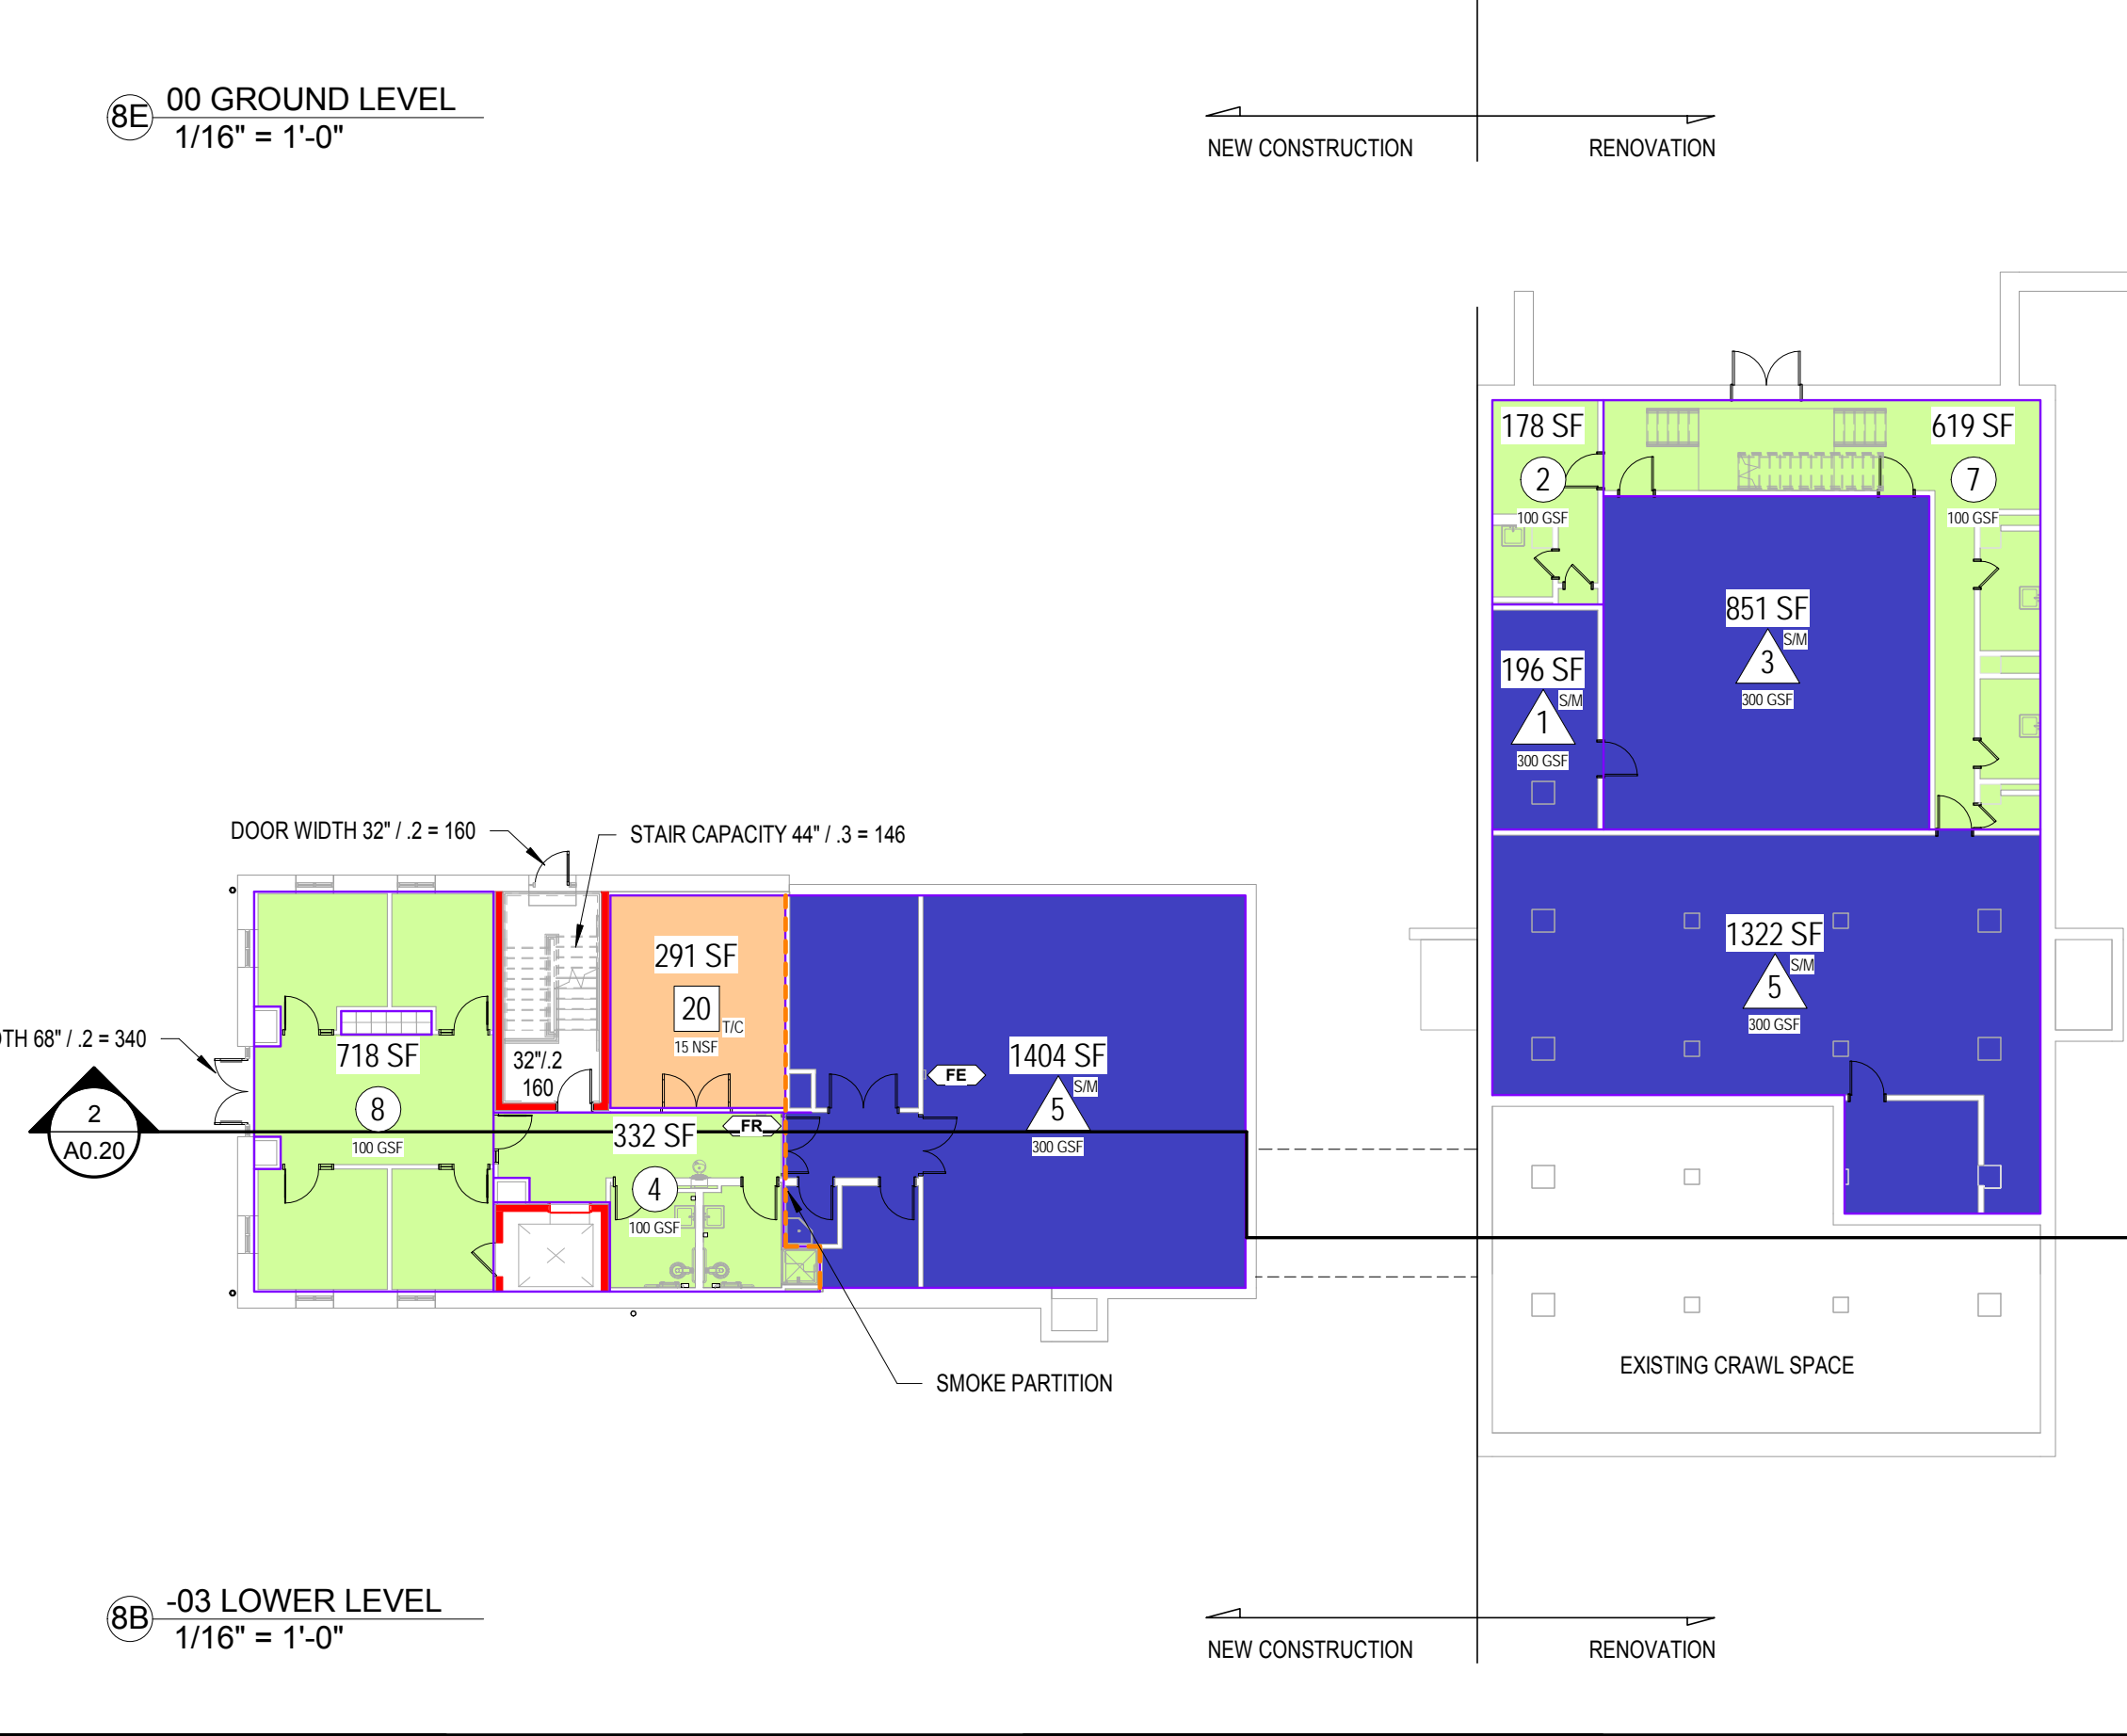 8E
00 GROUND LEVEL
1/16" = 1'-0"
NEW CONSTRUCTION
RENOVATION
178 SF
2
100 GSF
619 SF
7
100 GSF
851 SF
S/M
3
300 GSF
196 SF
S/M
1
300 GSF
DOOR WIDTH 32" / .2 = 160
STAIR CAPACITY 44" / .3 = 146
1322 SF
S/M
5
300 GSF
291 SF
20
T/C
15 NSF
68" / .2 = 340
718 SF
8
100 GSF
32"/.2
160
1404 SF
S/M
5
300 GSF
FE
FR
2
A0.20
332 SF
4
100 GSF
SMOKE PARTITION
EXISTING CRAWL SPACE
8B
-03 LOWER LEVEL
1/16" = 1'-0"
NEW CONSTRUCTION
RENOVATION